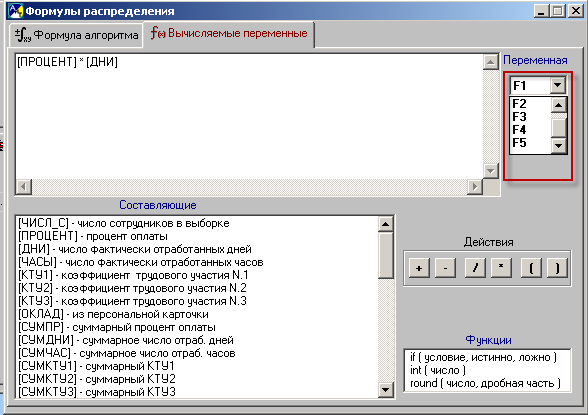 Формулы распределения
±∫xy Формула алгоритма
f(x) Вычисляемые переменные
[ПРОЦЕНТ] * [ДНИ]
Переменная
F1
F2
F3
F4
F5
Составляющие
[ЧИСЛ_С] - число сотрудников в выборке
[ПРОЦЕНТ] - процент оплаты
[ДНИ] - число фактически отработанных дней
[ЧАСЫ] - число фактически отработанных часов
[КТУ1] - коэффициент трудового участия N.1
[КТУ2] - коэффициент трудового участия N.2
[КТУ3] - коэффициент трудового участия N.3
[ОКЛАД] - из персональной карточки
[СУМПР] - суммарный процент оплаты
[СУМДНИ] - суммарное число отраб. дней
[СУМЧАС] - суммарное число отраб. часов
[СУМКТУ1] - суммарный КТУ1
[СУМКТУ2] - суммарный КТУ2
[СУМКТУ3] - суммарный КТУ3
Действия
+ - / * ( )
Функции
if ( условие, истинно, ложно )
int ( число )
round ( число, дробная часть )